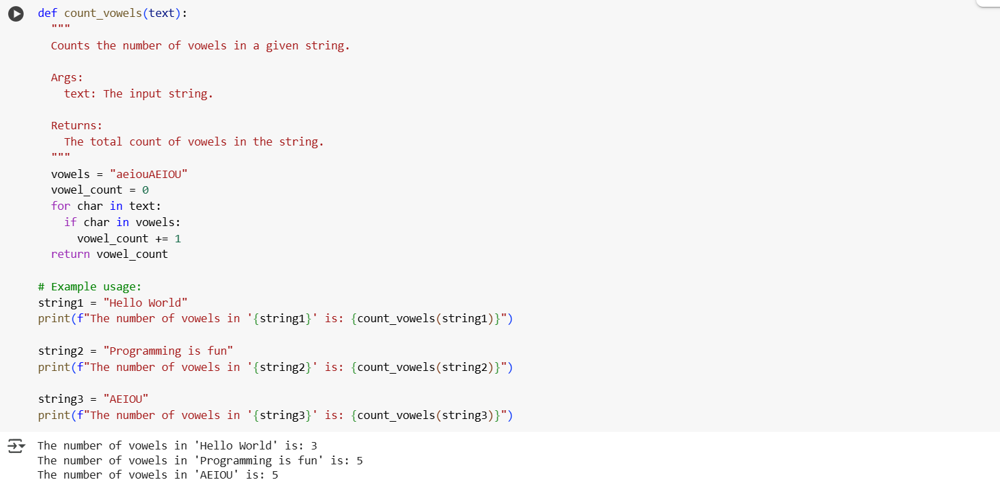 def count_vowels(text):
  """
  Counts the number of vowels in a given string.

  Args:
    text: The input string.

  Returns:
    The total count of vowels in the string.
  """
  vowels = "aeiouAEIOU"
  vowel_count = 0
  for char in text:
    if char in vowels:
      vowel_count += 1
  return vowel_count

# Example usage:
string1 = "Hello World"
print(f"The number of vowels in '{string1}' is: {count_vowels(string1)}")

string2 = "Programming is fun"
print(f"The number of vowels in '{string2}' is: {count_vowels(string2)}")

string3 = "AEIOU"
print(f"The number of vowels in '{string3}' is: {count_vowels(string3)}")

The number of vowels in 'Hello World' is: 3
The number of vowels in 'Programming is fun' is: 5
The number of vowels in 'AEIOU' is: 5